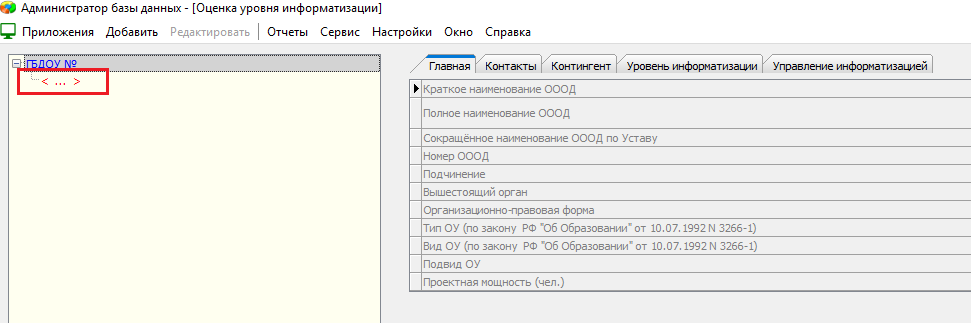 Администратор базы данных - [Оценка уровня информатизации]
Приложения Добавить Редактировать Отчеты Сервис Настройки Окно Справка
ГБДОУ №
< ... >
Главная Контакты Контингент Уровень информатизации Управление информатизацией
Краткое наименование ОООД
Полное наименование ОООД
Сокращённое наименование ОООД по Уставу
Номер ОООД
Подчинение
Вышестоящий орган
Организационно-правовая форма
Тип ОУ (по закону РФ "Об Образовании" от 10.07.1992 N 3266-1)
Вид ОУ (по закону РФ "Об Образовании" от 10.07.1992 N 3266-1)
Подвид ОУ
Проектная мощность (чел.)